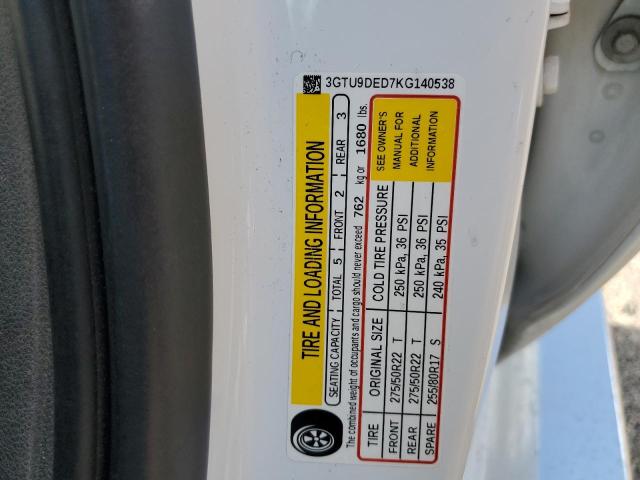 3GTU9DED7KG140538
TIRE AND LOADING INFORMATION
SEATING CAPACITY TOTAL 5 FRONT 2 REAR 3
The combined weight of occupants and cargo should never exceed 762 kg or 1680 lbs.
TIRE ORIGINAL SIZE COLD TIRE PRESSURE SEE OWNER'S
FRONT 275/50R22 T 250 kPa, 36 PSI MANUAL FOR
REAR 275/50R22 T 250 kPa, 36 PSI ADDITIONAL
SPARE 255/80R17 S 240 kPa, 35 PSI INFORMATION